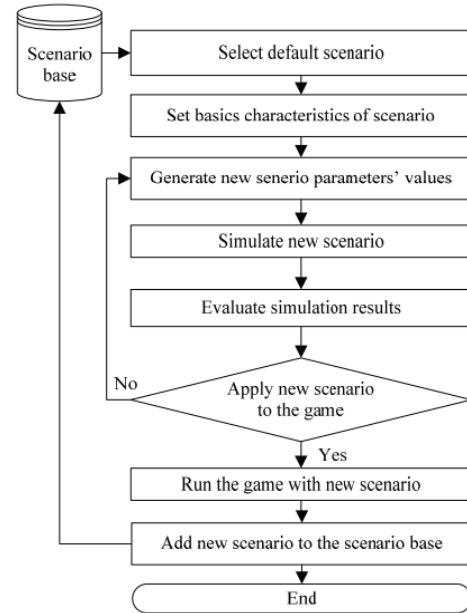 Scenario
base
Select default scenario
Set basics characteristics of scenario
Generate new senerio parameters' values
Simulate new scenario
Evaluate simulation results
No
Apply new scenario
to the game
Yes
Run the game with new scenario
Add new scenario to the scenario base
End